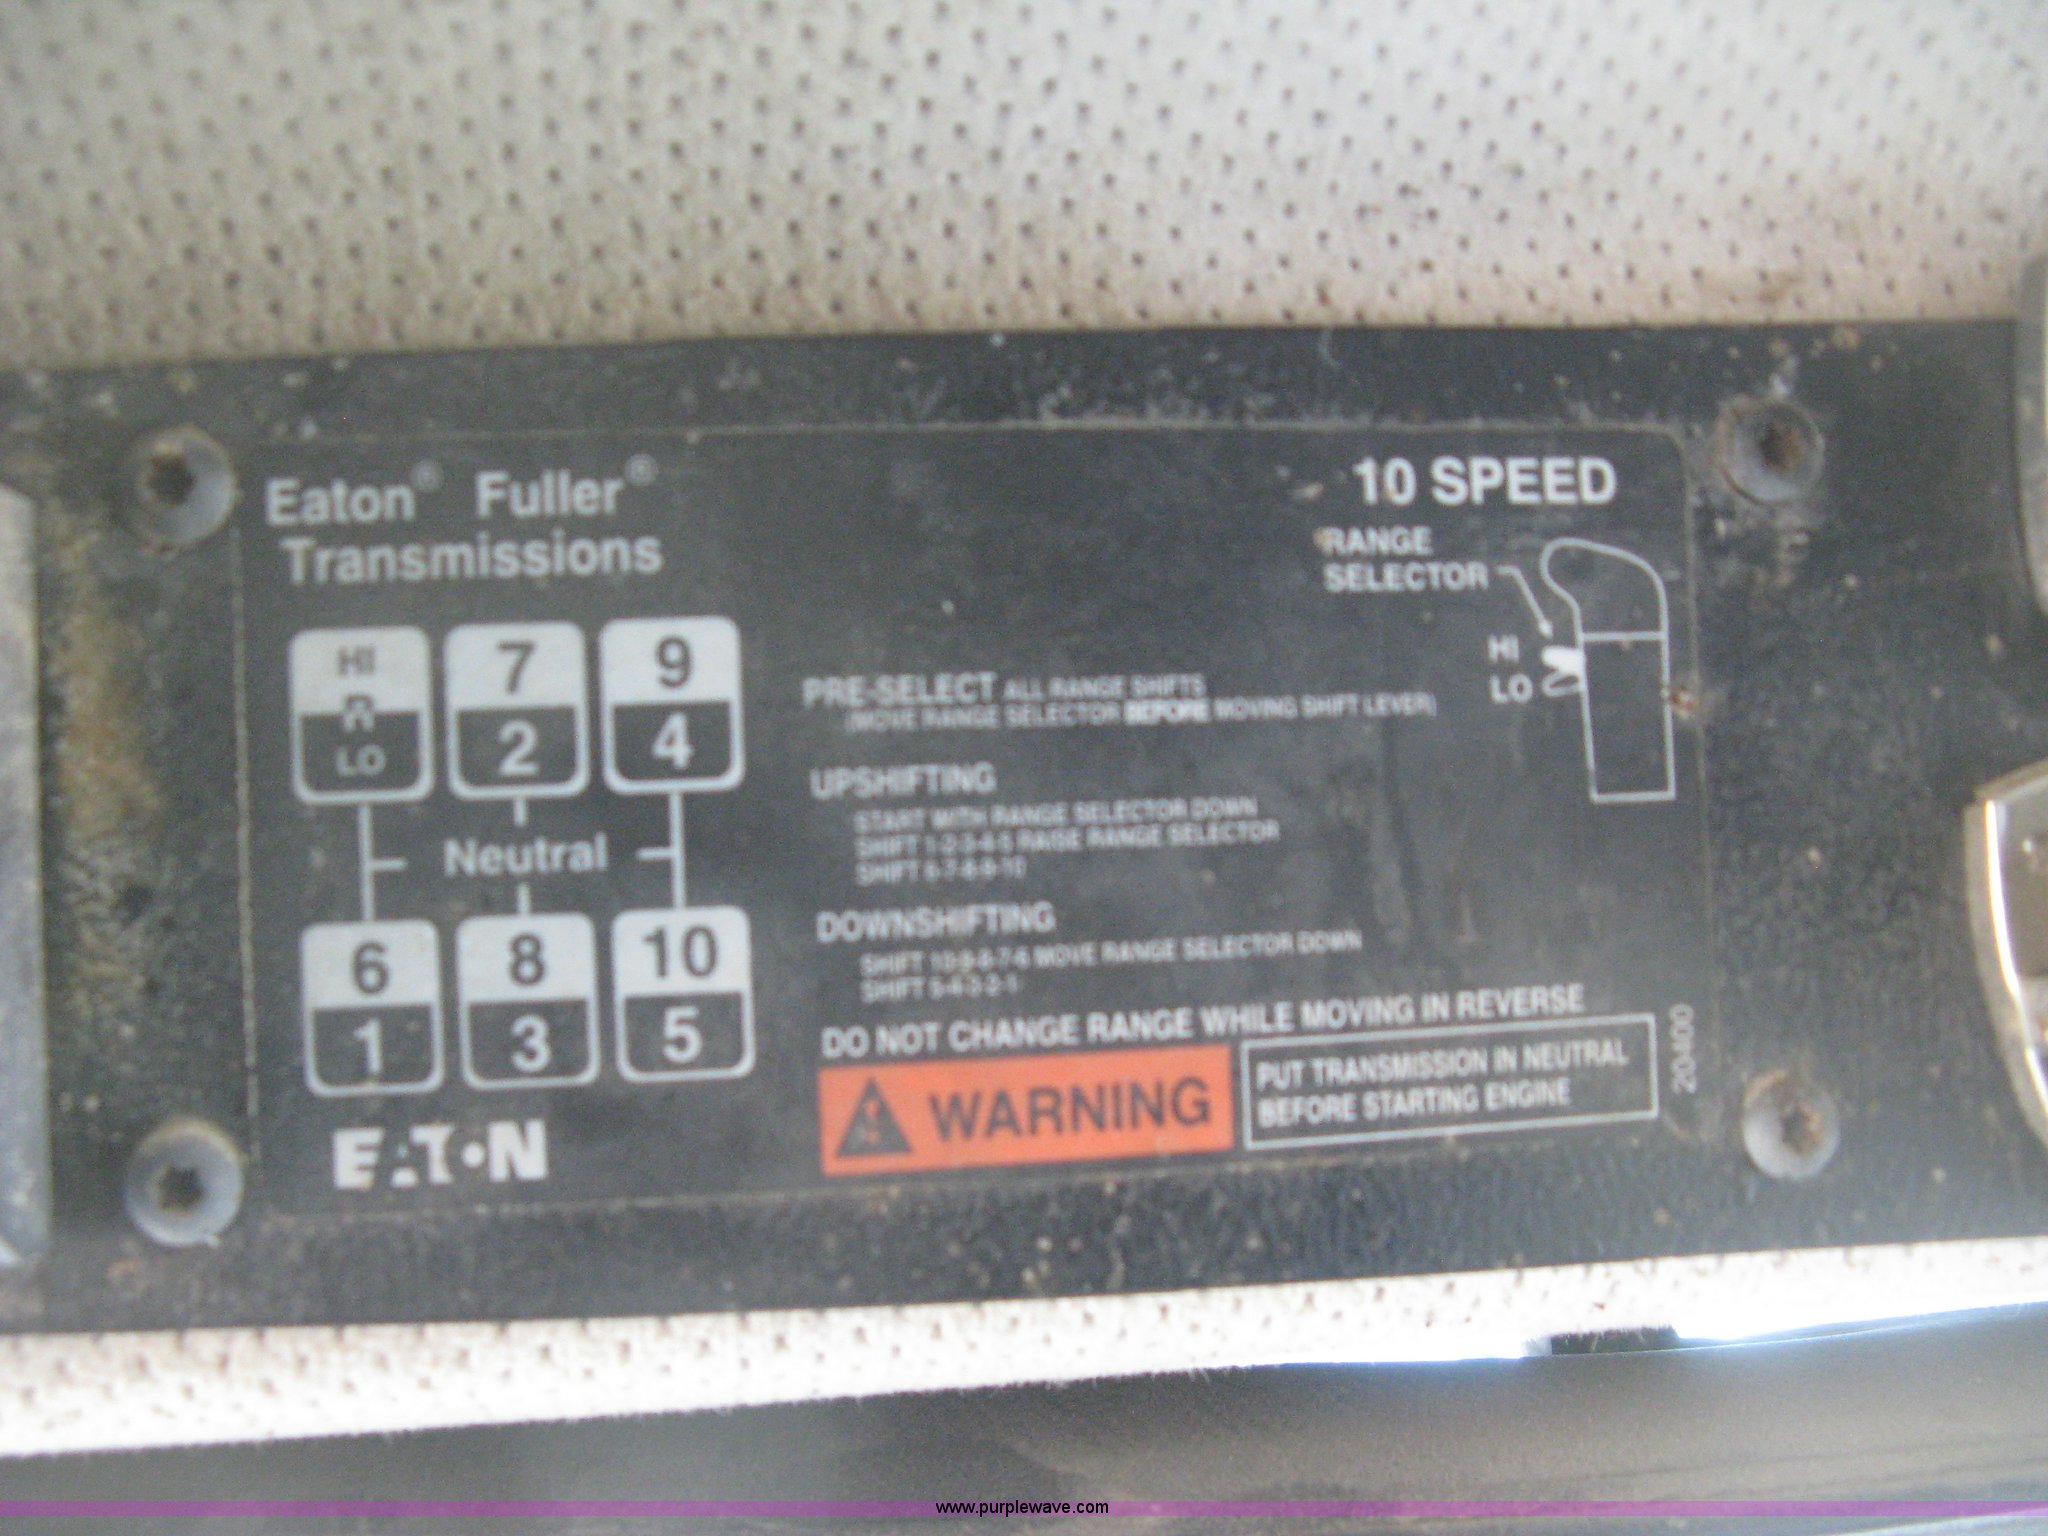 Eaton® Fuller®
Transmissions
10 SPEED
RANGE
SELECTOR
HI
LO
HI
R
LO
7
2
9
4
Neutral
6
1
8
3
10
5
PRE-SELECT ALL RANGE SHIFTS
(MOVE RANGE SELECTOR BEFORE MOVING SHIFT LEVER)
UPSHIFTING
START WITH RANGE SELECTOR DOWN
SHIFT 1-2-3-4-5 RAISE RANGE SELECTOR
SHIFT 6-7-8-9-10
DOWNSHIFTING
SHIFT 10-9-8-7-6 MOVE RANGE SELECTOR DOWN
SHIFT 5-4-3-2-1
DO NOT CHANGE RANGE WHILE MOVING IN REVERSE
WARNING
PUT TRANSMISSION IN NEUTRAL
BEFORE STARTING ENGINE
20400
EATON
www.purplewave.com